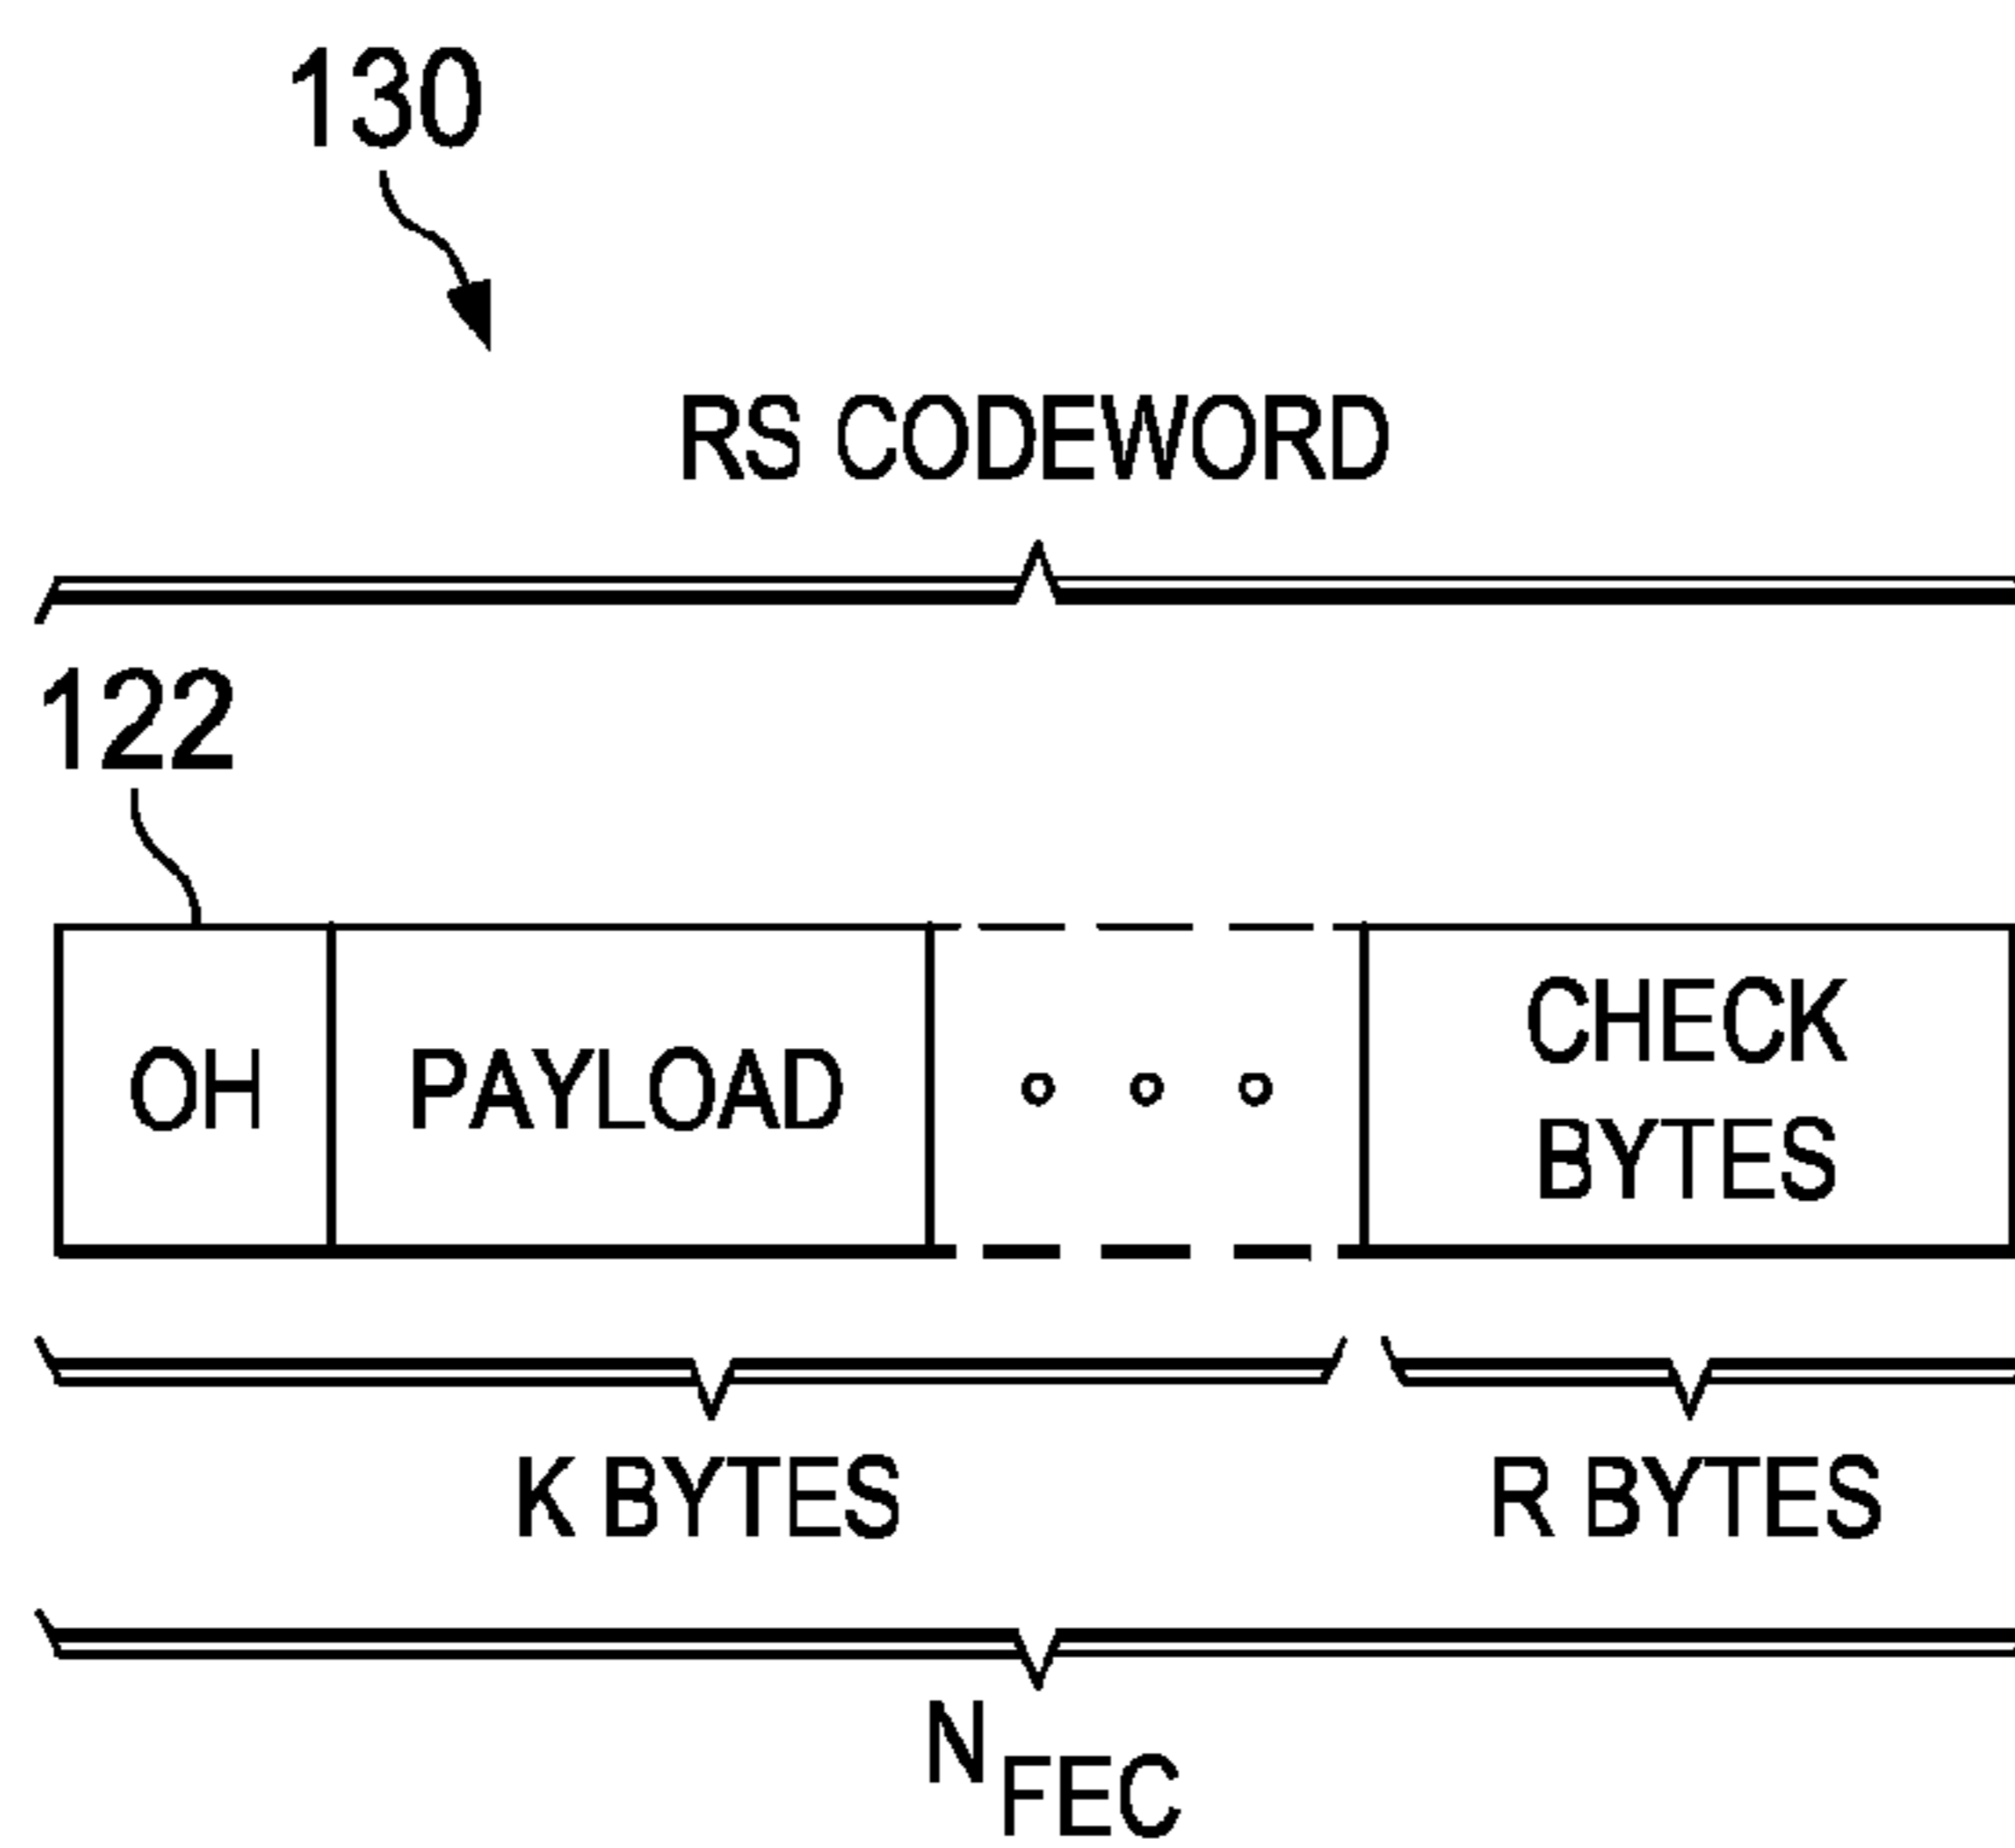 130
RS CODEWORD
122
OH PAYLOAD CHECK
BYTES
K BYTES R BYTES
NFEC